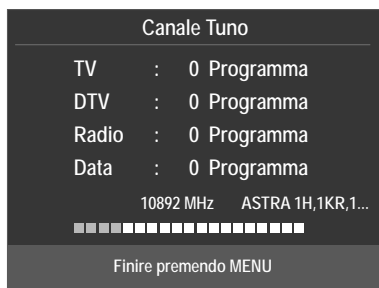 Canale Tuno
TV : 0 Programma
DTV : 0 Programma
Radio : 0 Programma
Data : 0 Programma
10892 MHz ASTRA 1H,1KR,1...
Finire premendo MENU